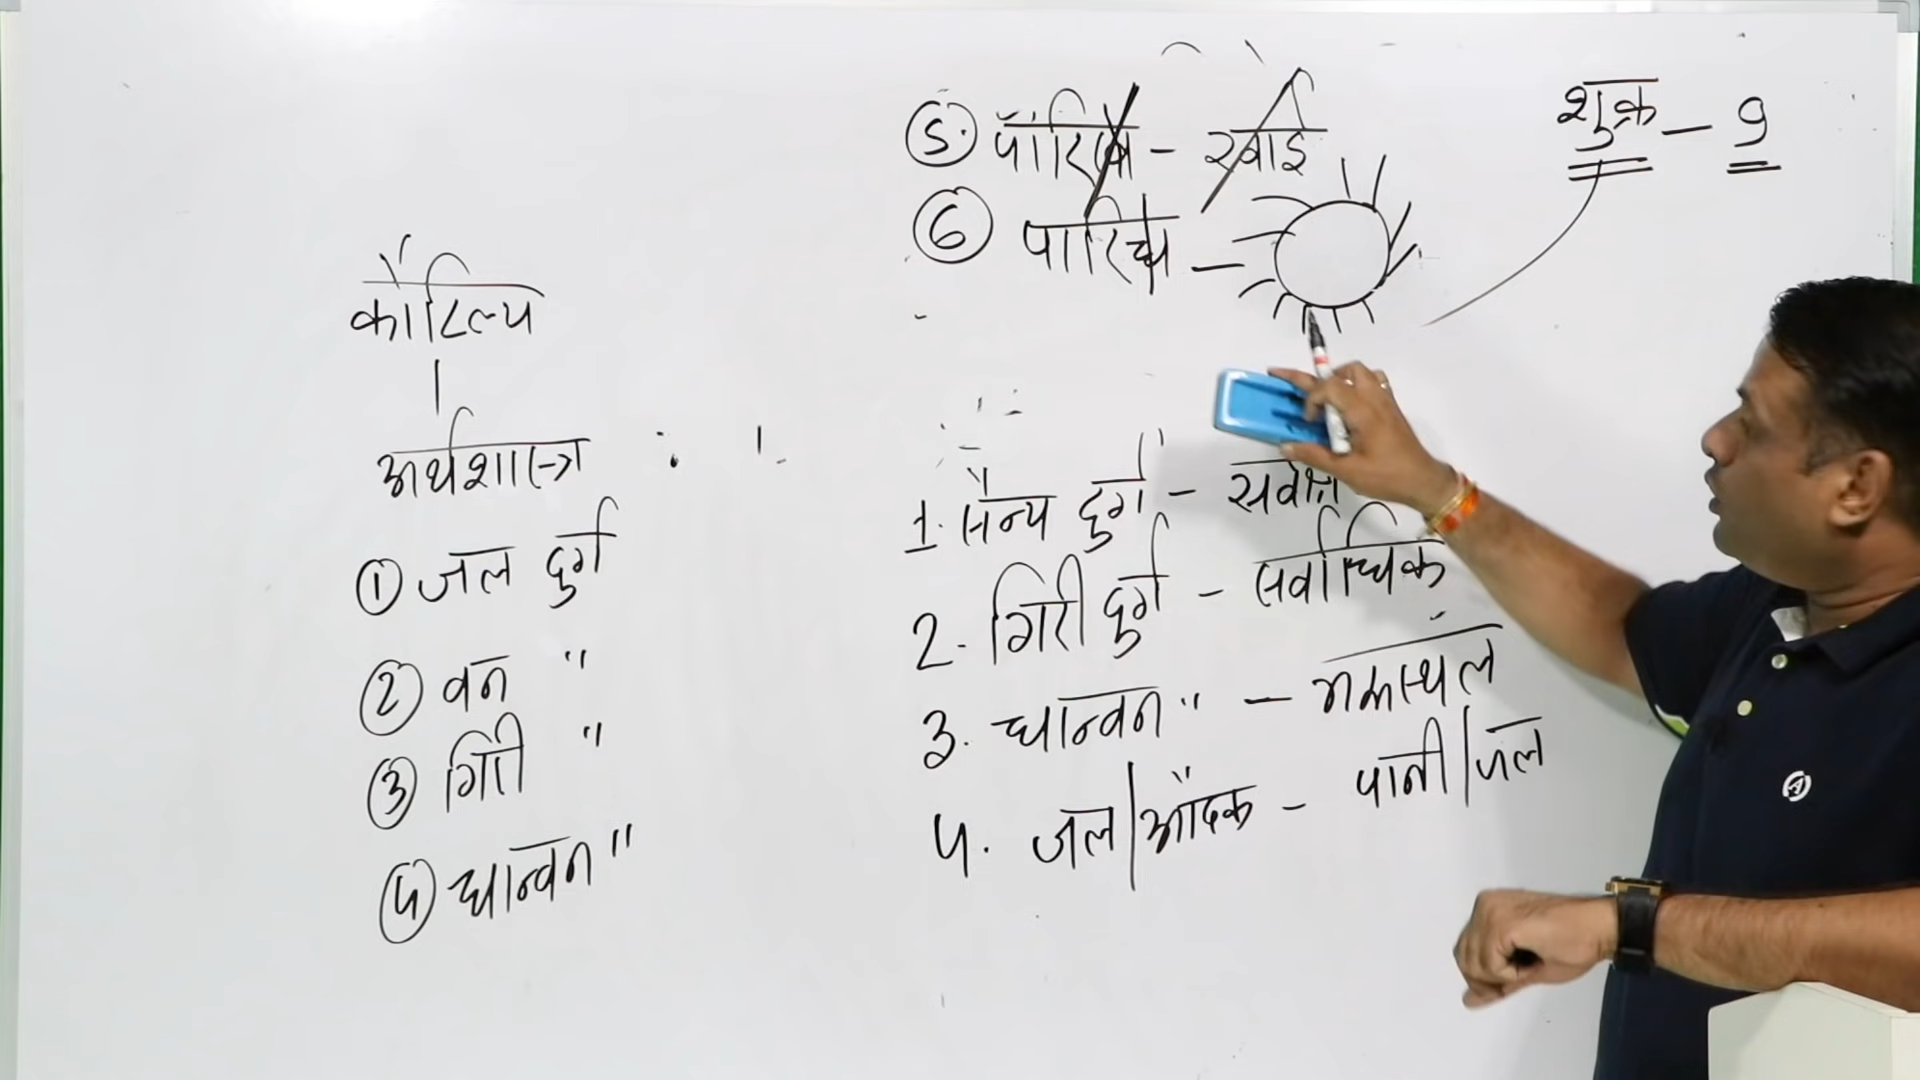 कौटिल्य
अर्थशास्त्र :
① जल दुर्ग
② वन "
③ गिरी "
④ धान्वन "
⑤ पारिख - खाई
⑥ पारिध -
1. सैन्य दुर्ग - सर्वश्रे
2. गिरी दुर्ग - सर्वाधिक
3. धान्वन " - मरूस्थल
4. जल/औदक - पानी/जल
शुक्र - 9